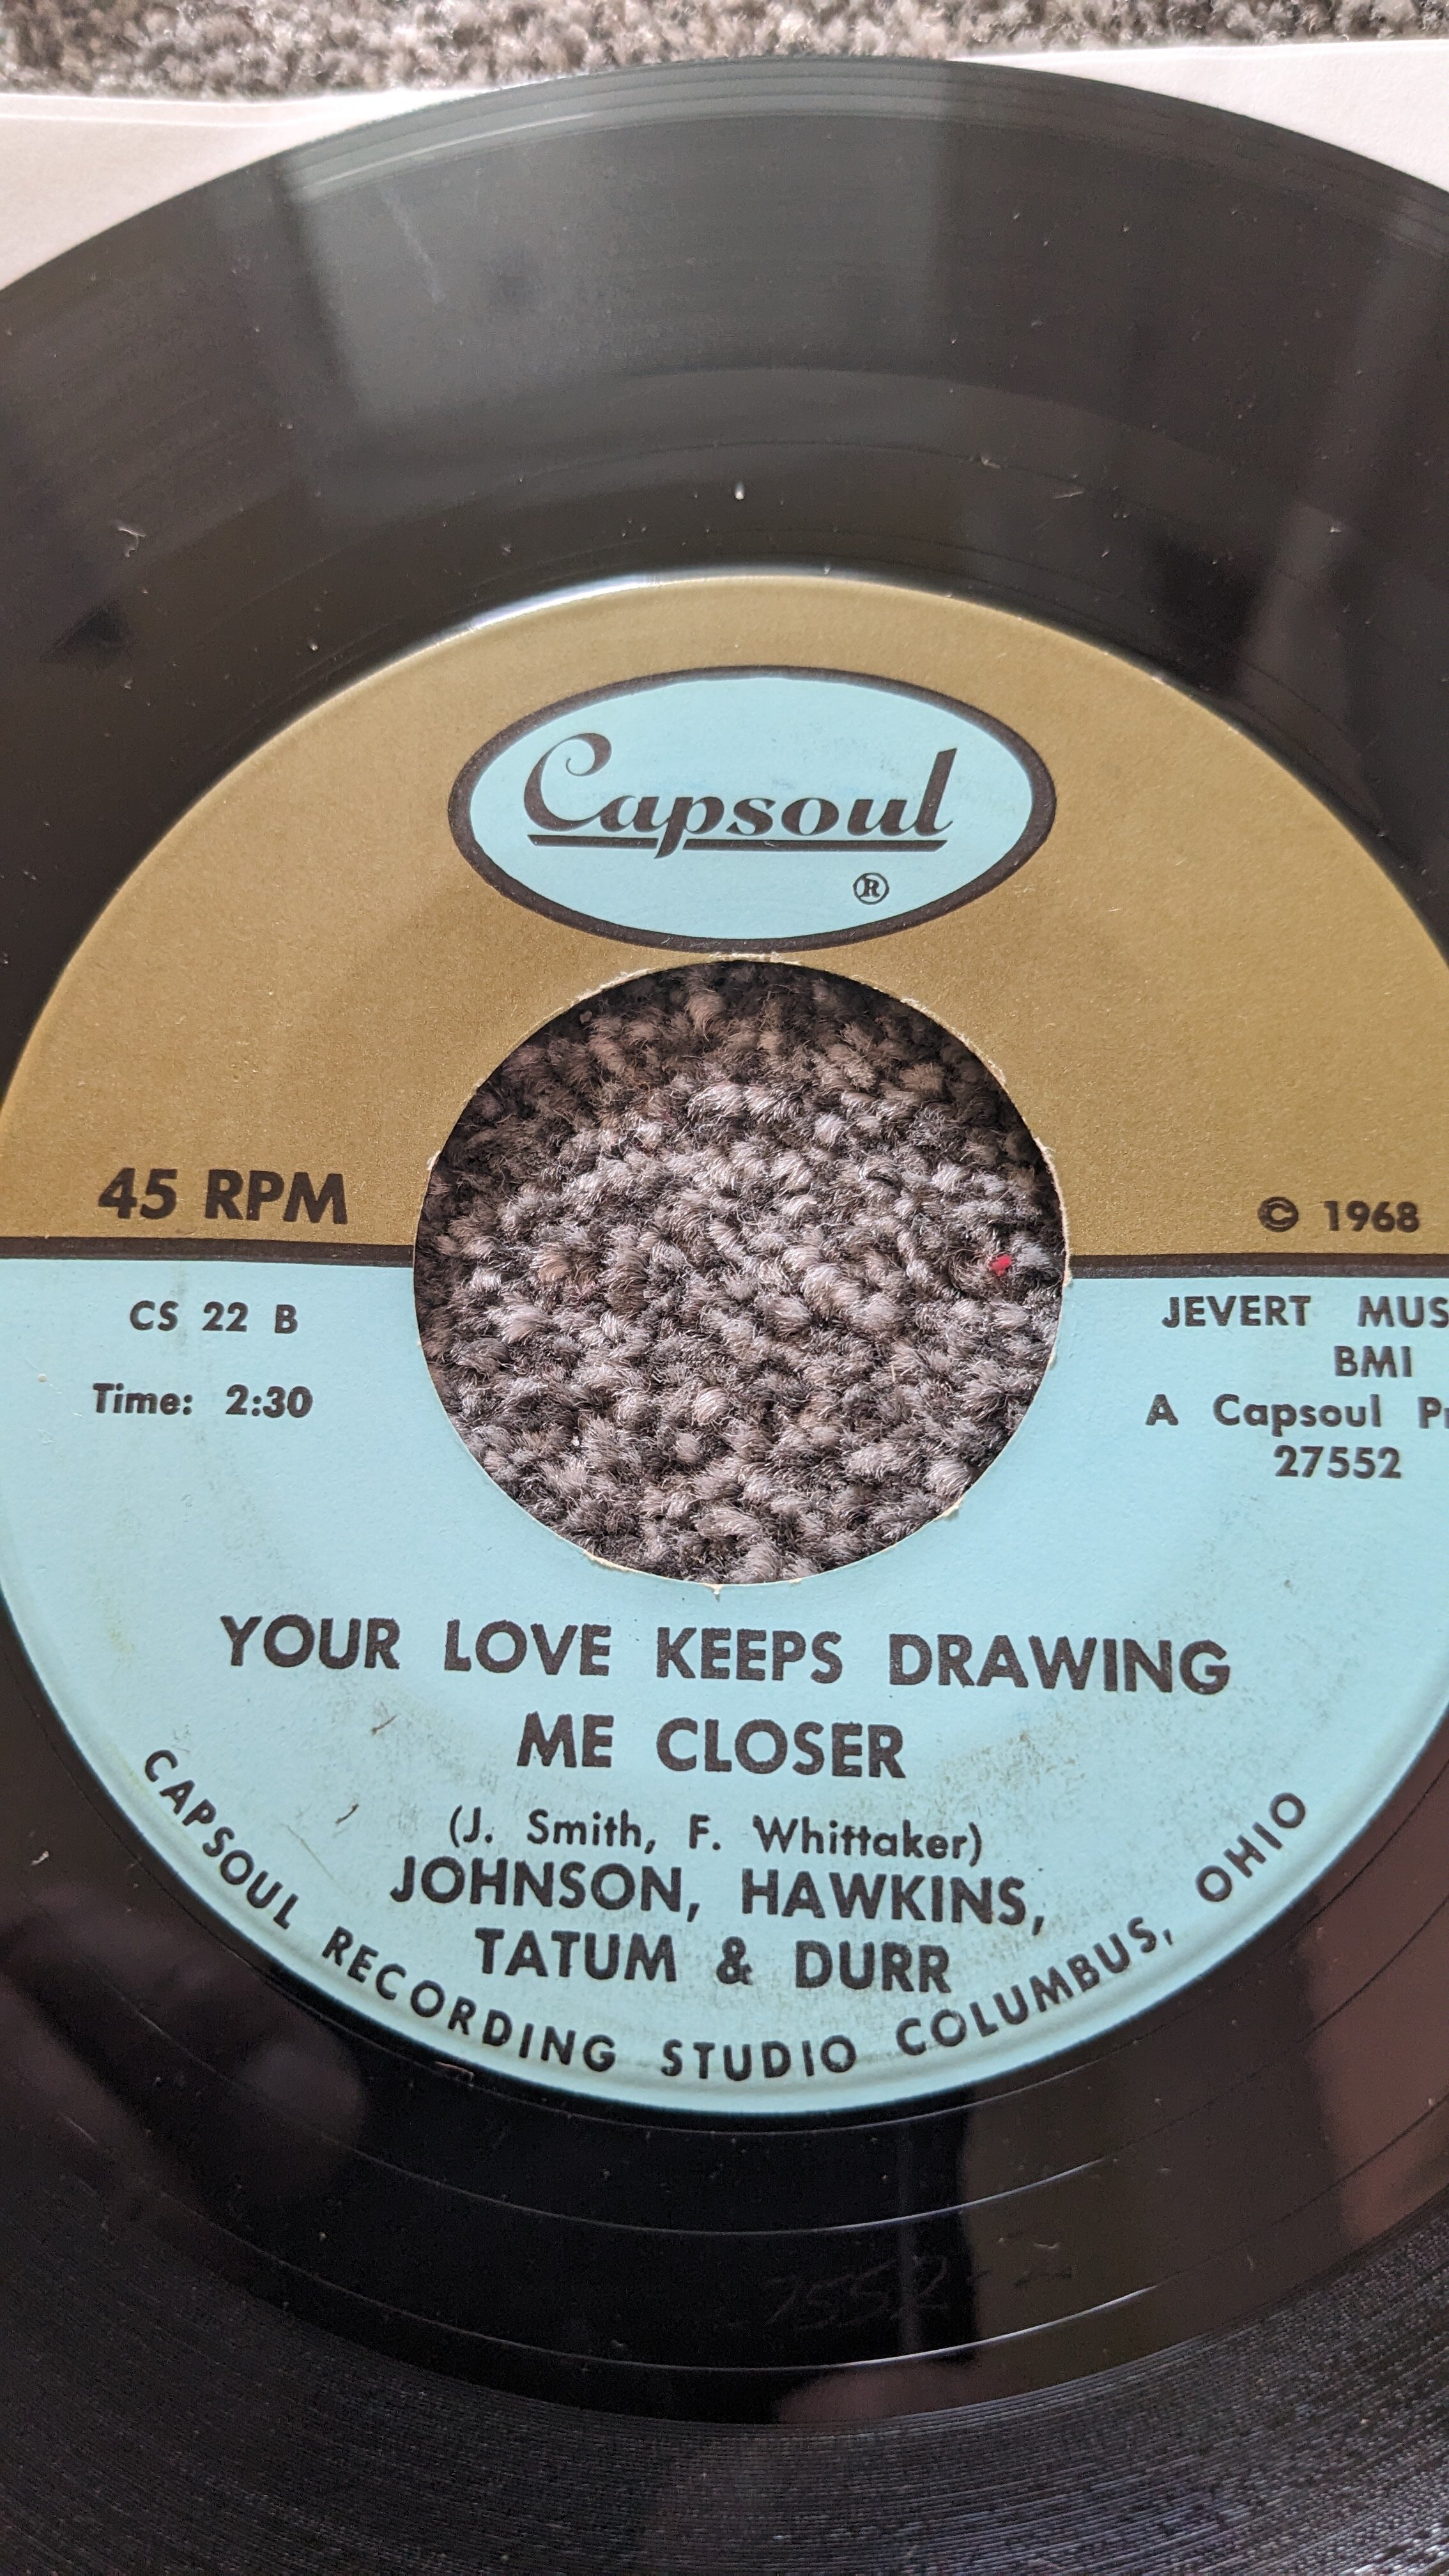 Capsoul
®
45 RPM
© 1968
CS 22 B
Time: 2:30
JEVERT
BMI
A Capsoul
27552
YOUR LOVE KEEPS DRAWING
ME CLOSER
(J. Smith, F. Whittaker)
JOHNSON, HAWKINS,
TATUM & DURR
CAPSOUL RECORDING STUDIO COLUMBUS, OHIO